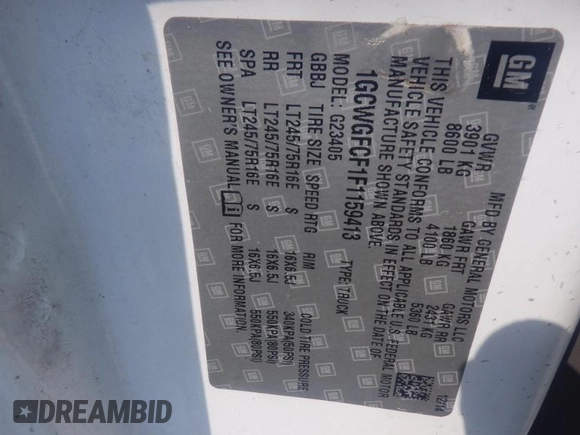 GM
MFD BY GENERAL MOTORS LLC 12/14
GVWR GAWR FRT GAWR RR
3901 KG 1860 KG 2431 KG
8600 LB 4100 LB 5360 LB
THIS VEHICLE CONFORMS TO ALL APPLICABLE U.S. FEDERAL MOTOR
VEHICLE SAFETY STANDARDS IN EFFECT ON THE DATE OF
MANUFACTURE SHOWN ABOVE.
1GCWGFCF1F1159413
MODEL: G23405 TYPE: TRUCK
GBBJ TIRE SIZE SPEED RTG RIM COLD TIRE PRESSURE
FRT LT245/75R16E S 16X6.5J 340KPA(50PSI)
RR LT245/75R16E S 16X6.5J 550KPA(80PSI)
SPA LT245/75R16E S 16X6.5J 550KPA(80PSI)
SEE OWNER'S MANUAL i FOR MORE INFORMATION.
DREAMBID